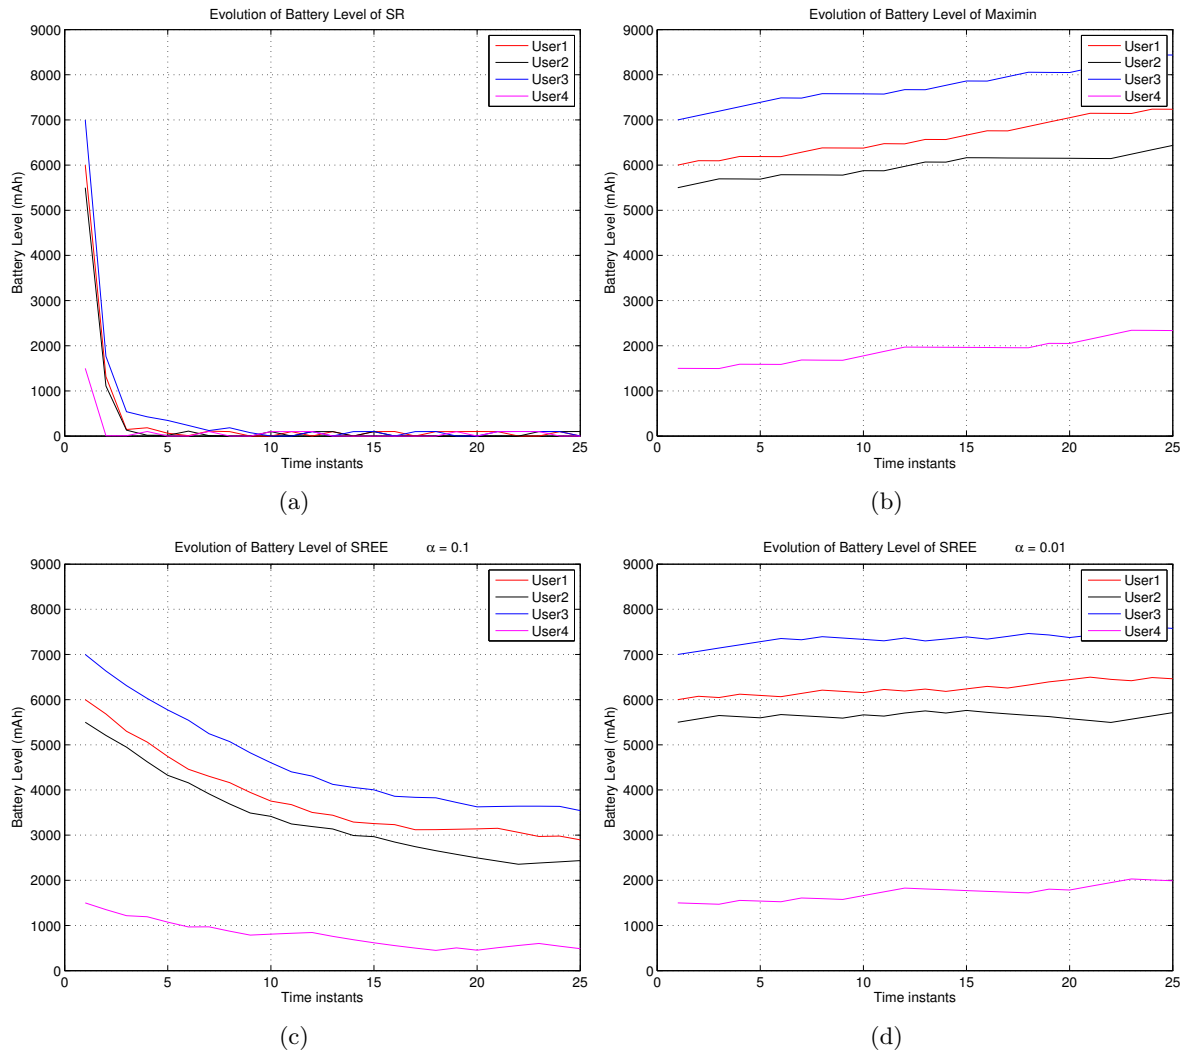 Evolution of Battery Level of SR
9000
8000
7000
6000
5000
4000
3000
2000
1000
0
Battery Level (mAh)
User1
User2
User3
User4
0 5 10 15 20 25
Time instants
(a)
Evolution of Battery Level of Maximin
9000
8000
7000
6000
5000
4000
3000
2000
1000
0
Battery Level (mAh)
User1
User2
User3
User4
0 5 10 15 20 25
Time instants
(b)
Evolution of Battery Level of SREE α = 0.1
9000
8000
7000
6000
5000
4000
3000
2000
1000
0
Battery Level (mAh)
User1
User2
User3
User4
0 5 10 15 20 25
Time instants
(c)
Evolution of Battery Level of SREE α = 0.01
9000
8000
7000
6000
5000
4000
3000
2000
1000
0
Battery Level (mAh)
User1
User2
User3
User4
0 5 10 15 20 25
Time instants
(d)